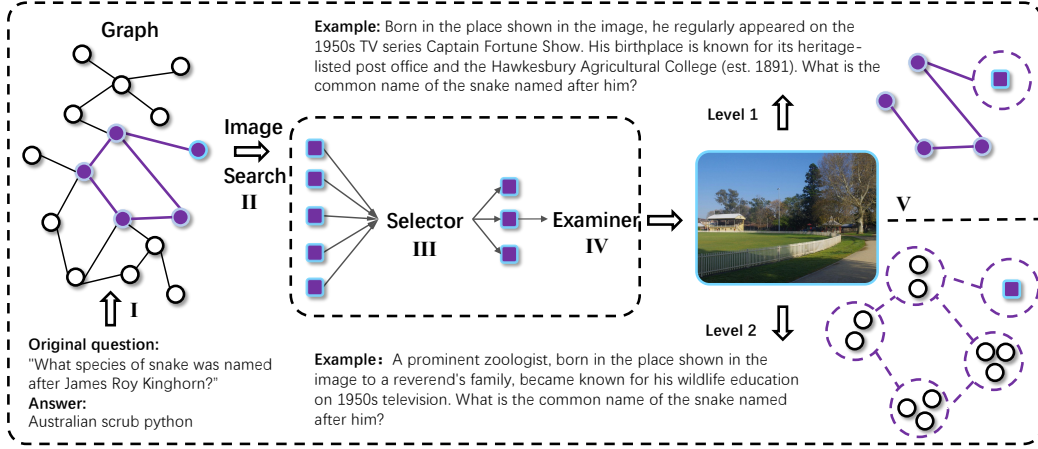 Graph
Example: Born in the place shown in the image, he regularly appeared on the
1950s TV series Captain Fortune Show. His birthplace is known for its heritage-
listed post office and the Hawkesbury Agricultural College (est. 1891). What is the
common name of the snake named after him?
Level 1
Image
Search
II
Selector
III
Examiner
IV
V
I
Level 2
Original question:
"What species of snake was named
after James Roy Kinghorn?"
Answer:
Australian scrub python
Example: A prominent zoologist, born in the place shown in the
image to a reverend's family, became known for his wildlife education
on 1950s television. What is the common name of the snake named
after him?